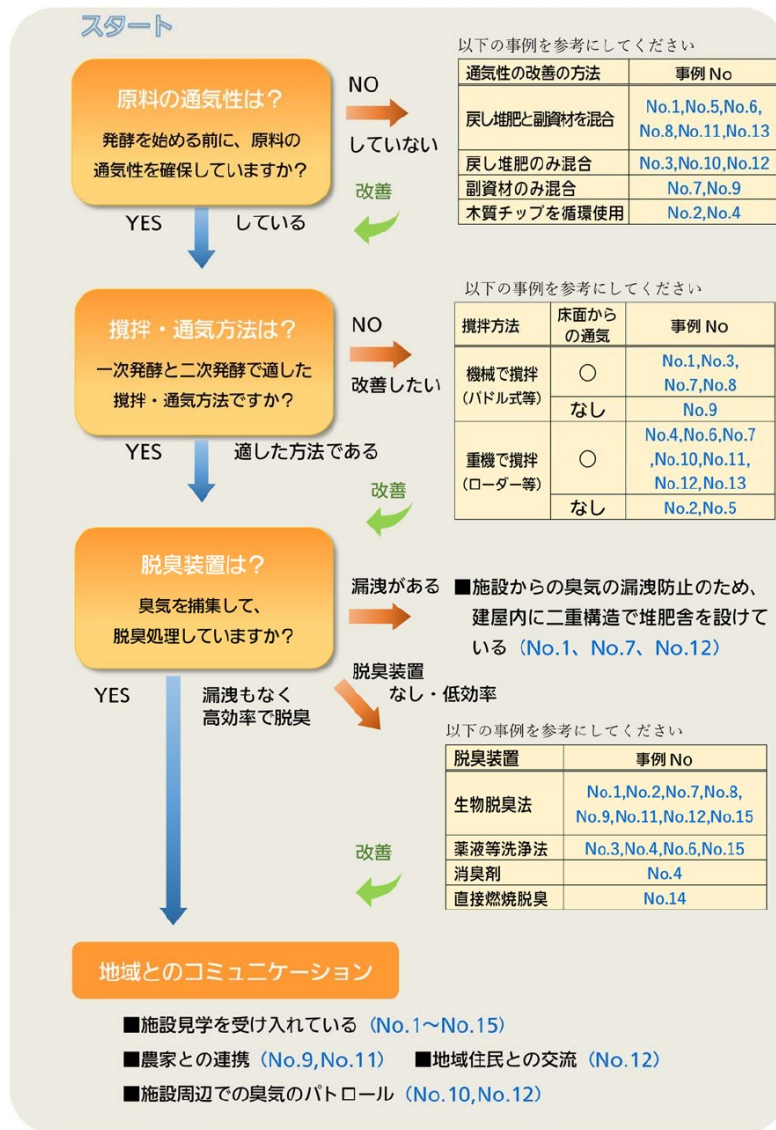 スタート
原料の通気性は？
発酵を始める前に、原料の
通気性を確保していますか？
NO
していない
以下の事例を参考にしてください
通気性の改善の方法 事例 No
戻し堆肥と副資材を混合 No.1,No.5,No.6,
No.8,No.11,No.13
戻し堆肥のみ混合 No.3,No.10,No.12
副資材のみ混合 No.7,No.9
木質チップを循環使用 No.2,No.4
改善
YES している
撹拌・通気方法は？
一次発酵と二次発酵で適した
撹拌・通気方法ですか？
NO
改善したい
以下の事例を参考にしてください
撹拌方法 床面から
の通気 事例 No
機械で撹拌
(パドル式等) ○ No.1,No.3,
No.7,No.8
なし No.9
重機で撹拌
(ローダー等) ○ No.4,No.6,No.7
,No.10,No.11,
No.12,No.13
なし No.2,No.5
改善
YES 適した方法である
脱臭装置は？
臭気を捕集して、
脱臭処理していますか？
漏洩がある
■施設からの臭気の漏洩防止のため、
建屋内に二重構造で堆肥舎を設けて
いる（No.1、No.7、No.12）
脱臭装置
なし・低効率
YES 漏洩もなく
高効率で脱臭
以下の事例を参考にしてください
脱臭装置 事例 No
生物脱臭法 No.1,No.2,No.7,No.8,
No.9,No.11,No.12,No.15
薬液等洗浄法 No.3,No.4,No.6,No.15
消臭剤 No.4
直接燃焼脱臭 No.14
改善
地域とのコミュニケーション
■施設見学を受け入れている（No.1～No.15）
■農家との連携（No.9,No.11） ■地域住民との交流（No.12）
■施設周辺での臭気のパトロール（No.10,No.12）